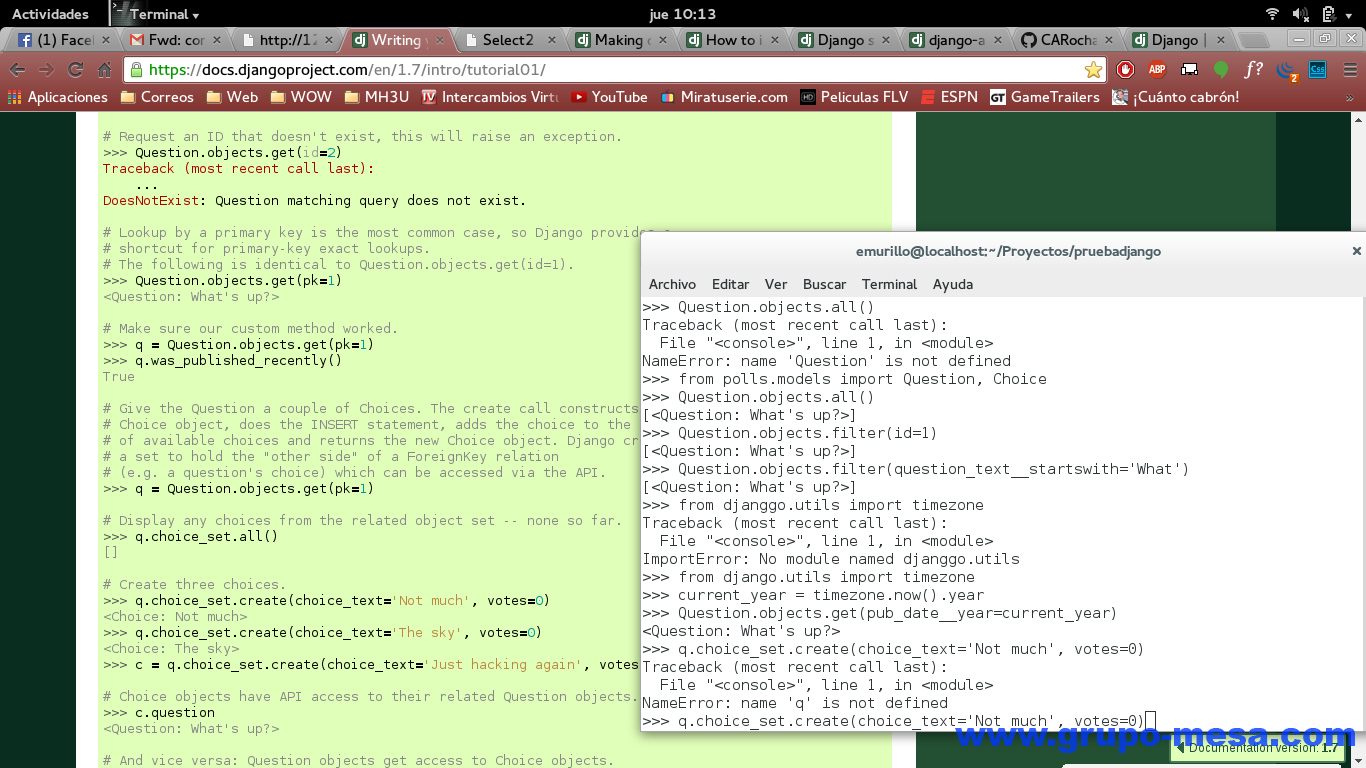 Actividades
Terminal
jue 10:13
(1) Facel
Fwd: cor
http://12
Writing y
Select2
Making q
How to i
Django s
django-a
CARocha
Django |
https://docs.djangoproject.com/en/1.7/intro/tutorial01/
Aplicaciones
Correos
Web
WOW
MH3U
Intercambios Virtu
YouTube
Miratuserie.com
Peliculas FLV
ESPN
GameTrailers
¡Cuánto cabrón!
# Request an ID that doesn't exist, this will raise an exception.
>>> Question.objects.get(id=2)
Traceback (most recent call last):
...
DoesNotExist: Question matching query does not exist.
# Lookup by a primary key is the most common case, so Django provides a
# shortcut for primary-key exact lookups.
# The following is identical to Question.objects.get(id=1).
>>> Question.objects.get(pk=1)
<Question: What's up?>
# Make sure our custom method worked.
>>> q = Question.objects.get(pk=1)
>>> q.was_published_recently()
True
# Give the Question a couple of Choices. The create call constructs
# Choice object, does the INSERT statement, adds the choice to the
# of available choices and returns the new Choice object. Django cr
# a set to hold the "other side" of a ForeignKey relation
# (e.g. a question's choice) which can be accessed via the API.
>>> q = Question.objects.get(pk=1)
# Display any choices from the related object set -- none so far.
>>> q.choice_set.all()
[]
# Create three choices.
>>> q.choice_set.create(choice_text='Not much', votes=0)
<Choice: Not much>
>>> q.choice_set.create(choice_text='The sky', votes=0)
<Choice: The sky>
>>> c = q.choice_set.create(choice_text='Just hacking again', votes
# Choice objects have API access to their related Question objects.
>>> c.question
<Question: What's up?>
# And vice versa: Question objects get access to Choice objects.
emurillo@localhost:~/Proyectos/pruebadjango
Archivo Editar Ver Buscar Terminal Ayuda
>>> Question.objects.all()
Traceback (most recent call last):
File "<console>", line 1, in <module>
NameError: name 'Question' is not defined
>>> from polls.models import Question, Choice
>>> Question.objects.all()
[<Question: What's up?>]
>>> Question.objects.filter(id=1)
[<Question: What's up?>]
>>> Question.objects.filter(question_text__startswith='What')
[<Question: What's up?>]
>>> from djanggo.utils import timezone
Traceback (most recent call last):
File "<console>", line 1, in <module>
ImportError: No module named djanggo.utils
>>> from django.utils import timezone
>>> current_year = timezone.now().year
>>> Question.objects.get(pub_date__year=current_year)
<Question: What's up?>
>>> q.choice_set.create(choice_text='Not much', votes=0)
Traceback (most recent call last):
File "<console>", line 1, in <module>
NameError: name 'q' is not defined
>>> q.choice_set.create(choice_text='Not much', votes=0)
www.grupo-mesa.com
Documentation version: 1.7